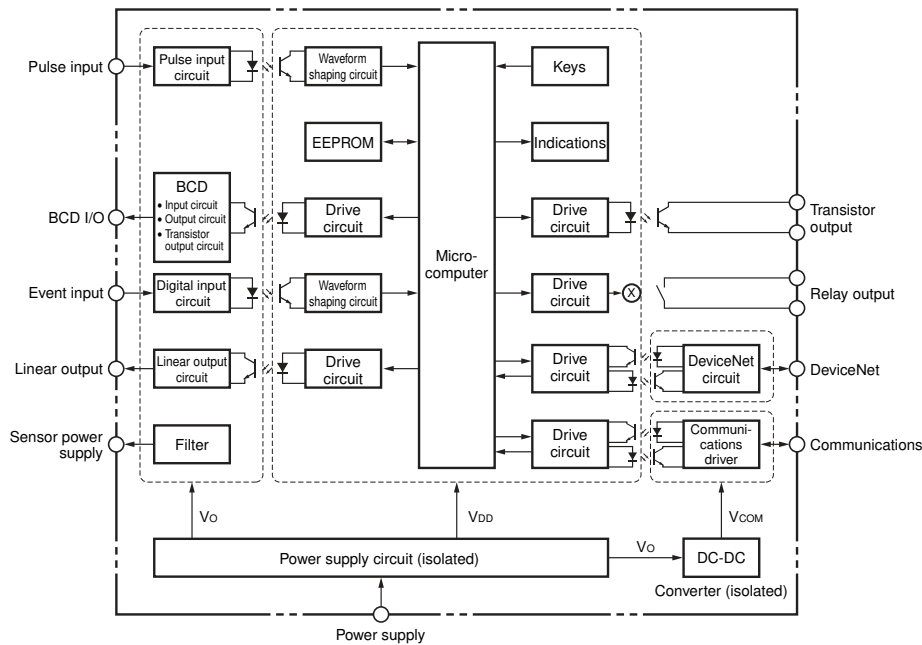 Pulse input
Pulse input
circuit
Waveform
shaping circuit
Keys
EEPROM
Indications
BCD I/O
BCD
• Input circuit
• Output circuit
• Transistor
output circuit
Drive
circuit
Micro-
computer
Drive
circuit
Transistor
output
Event input
Digital input
circuit
Waveform
shaping circuit
Drive
circuit
X
Relay output
Linear output
Linear output
circuit
Drive
circuit
Drive
circuit
DeviceNet
circuit
DeviceNet
Sensor power
supply
Filter
Drive
circuit
Communi-
cations
driver
Communications
VO
VDD
VCOM
Power supply circuit (isolated)
VO
DC-DC
Converter (isolated)
Power supply